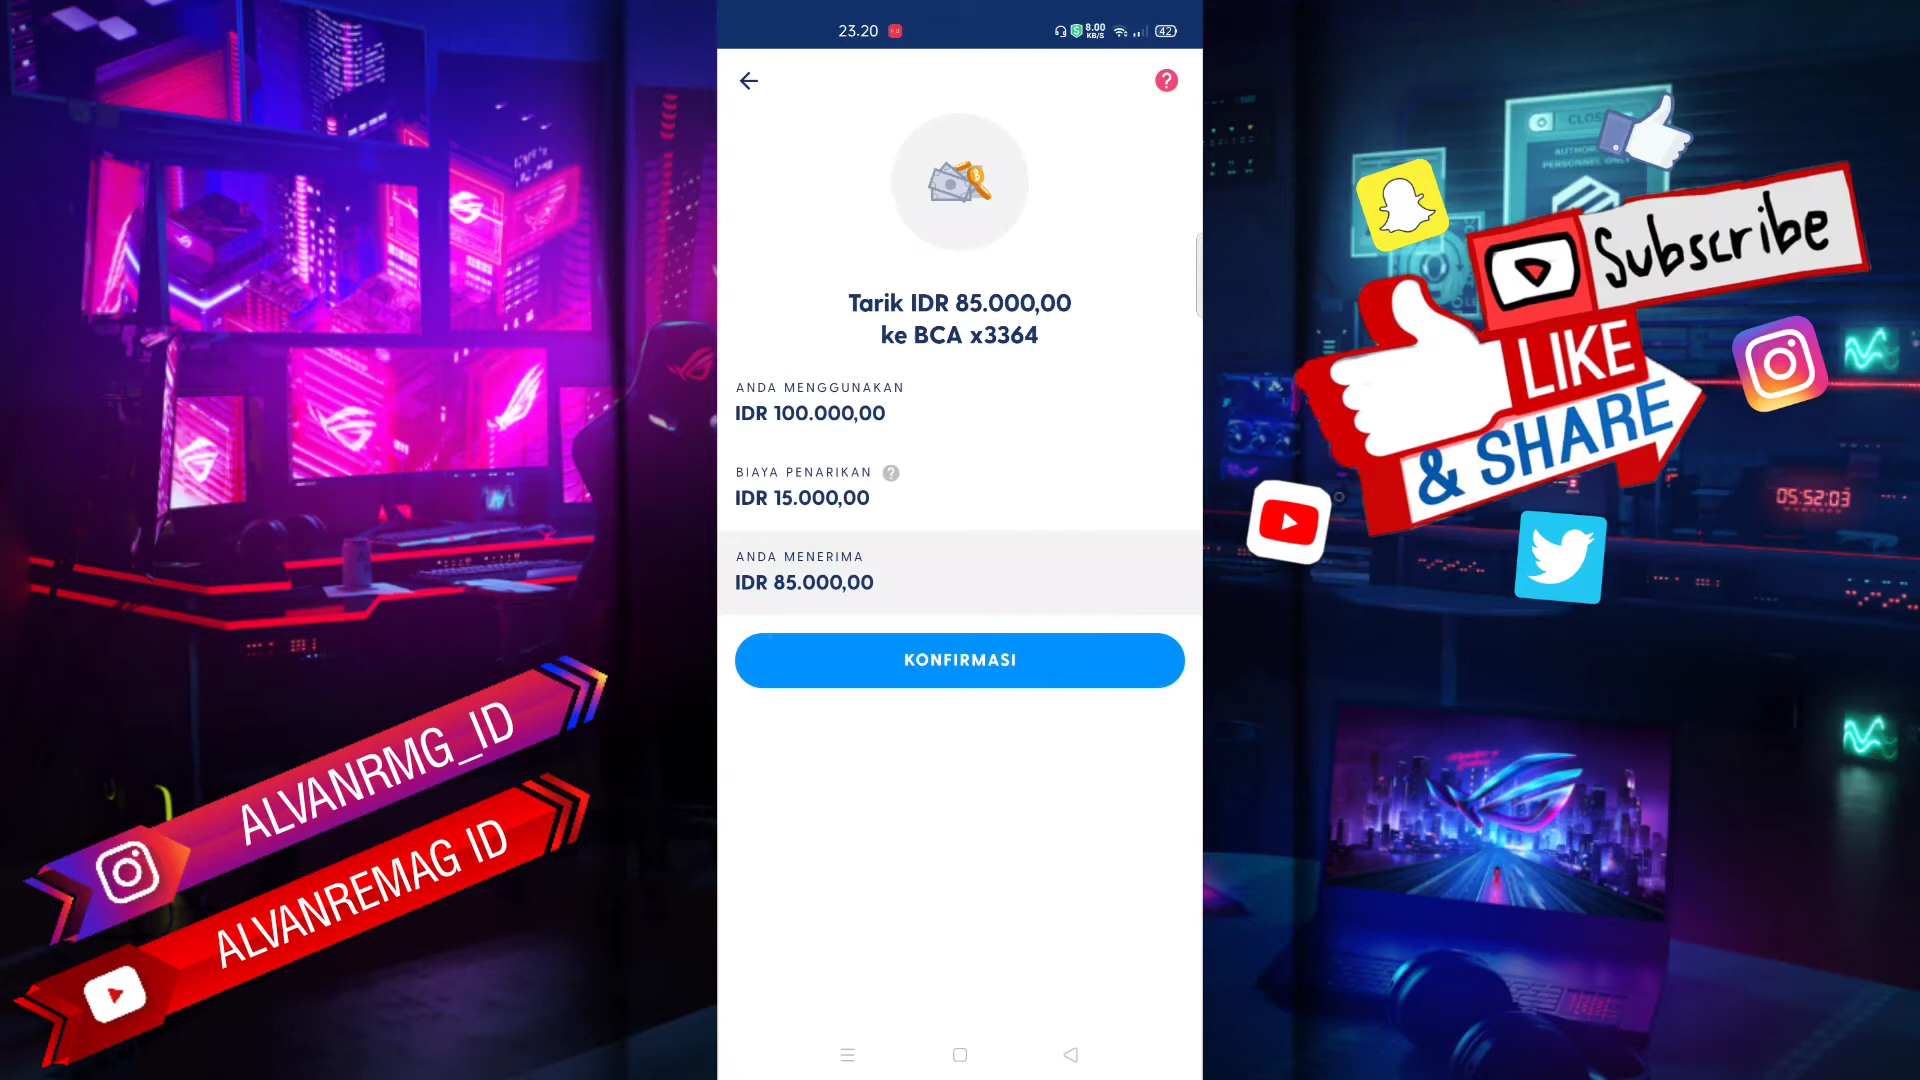 23.20
8.00
KB/S
42
?
Tarik IDR 85.000,00
ke BCA x3364
ANDA MENGGUNAKAN
IDR 100.000,00
BIAYA PENARIKAN ?
IDR 15.000,00
ANDA MENERIMA
IDR 85.000,00
KONFIRMASI
ALVANRMG_ID
ALVANREMAG ID
Subscribe
LIKE
& SHARE
05:52:03
PERSONNEL ONLY